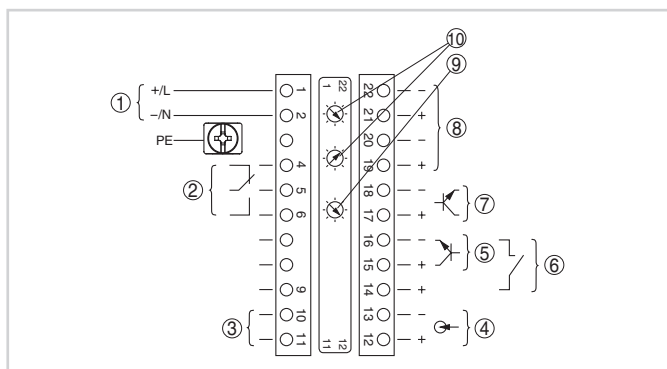 ⑩
⑨
① +/L 1 1 22 22 −
−/N 2 21 + ⑧
PE 20 −
② 4 19 +
5 18 − ⑦
6 17 +
16 − ⑤ ⑥
15 +
9 14 +
③ 10 13 − ④
11 11 12 12 +